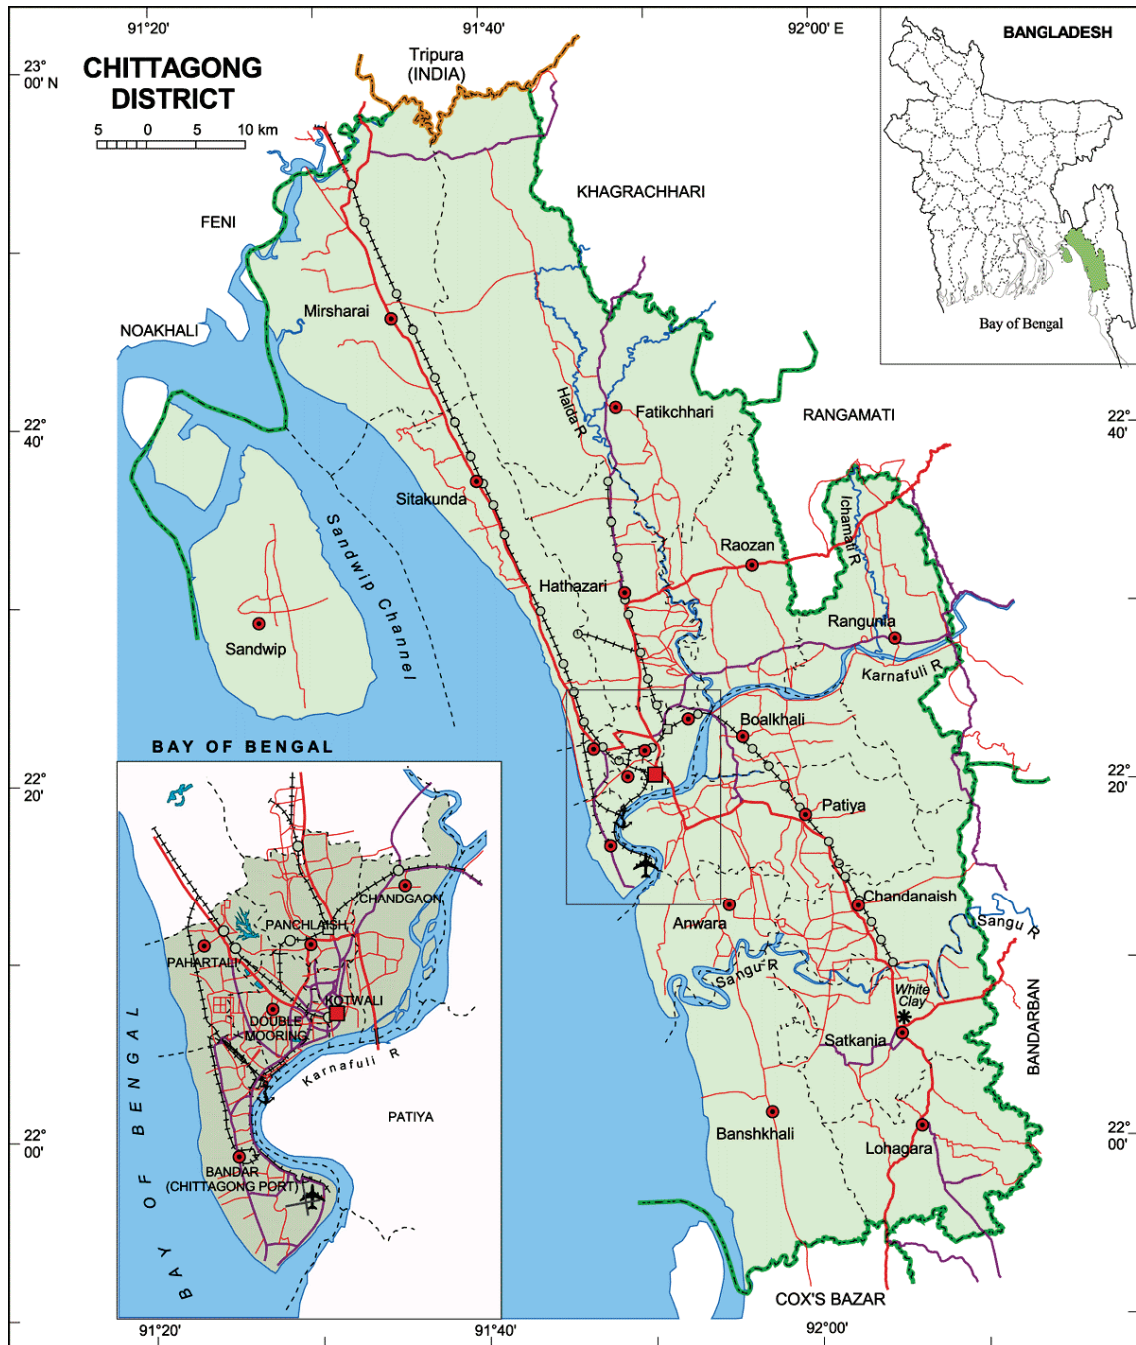 91°20'
91°40'
92°00' E
23°
00' N
CHITTAGONG
DISTRICT
5 0 5 10 km
Tripura
(INDIA)
BANGLADESH
Bay of Bengal
KHAGRACHHARI
FENI
NOAKHALI
Mirsharai
Halda R
Fatikchhari
RANGAMATI
22°
40'
22°
40'
Sitakunda
Ichamati R
Sandwip Channel
Raozan
Hathazari
Rangunia
Sandwip
Karnafuli R
BAY OF BENGAL
Boalkhali
22°
20'
22°
20'
Patiya
Chandanaish
Anwara
Sangu R
Sangu R
White
Clay
Satkania
BANDARBAN
Banshkhali
Lohagara
22°
00'
22°
00'
COX'S BAZAR
CHANDGAON
PANCHLAISH
PAHARTALI
KOTWALI
DOUBLE
MOORING
Karnafuli R
PATIYA
BAY OF BENGAL
BANDAR
(CHITTAGONG PORT)
91°20'
91°40'
92°00'